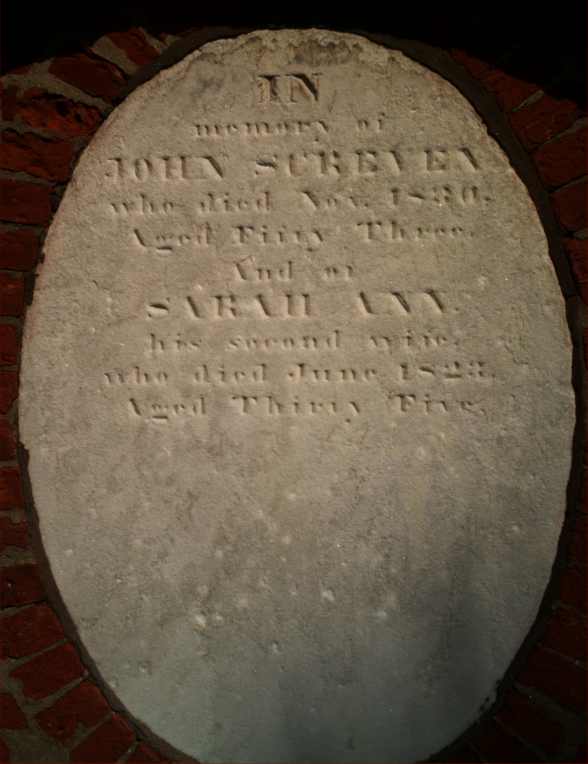 IN
memory of
JOHN SCREVEN
who died Nov. 1830,
Aged Fifty Three.
And of
SARAH ANN.
his second wife,
who died June 1823.
Aged Thirty Five.